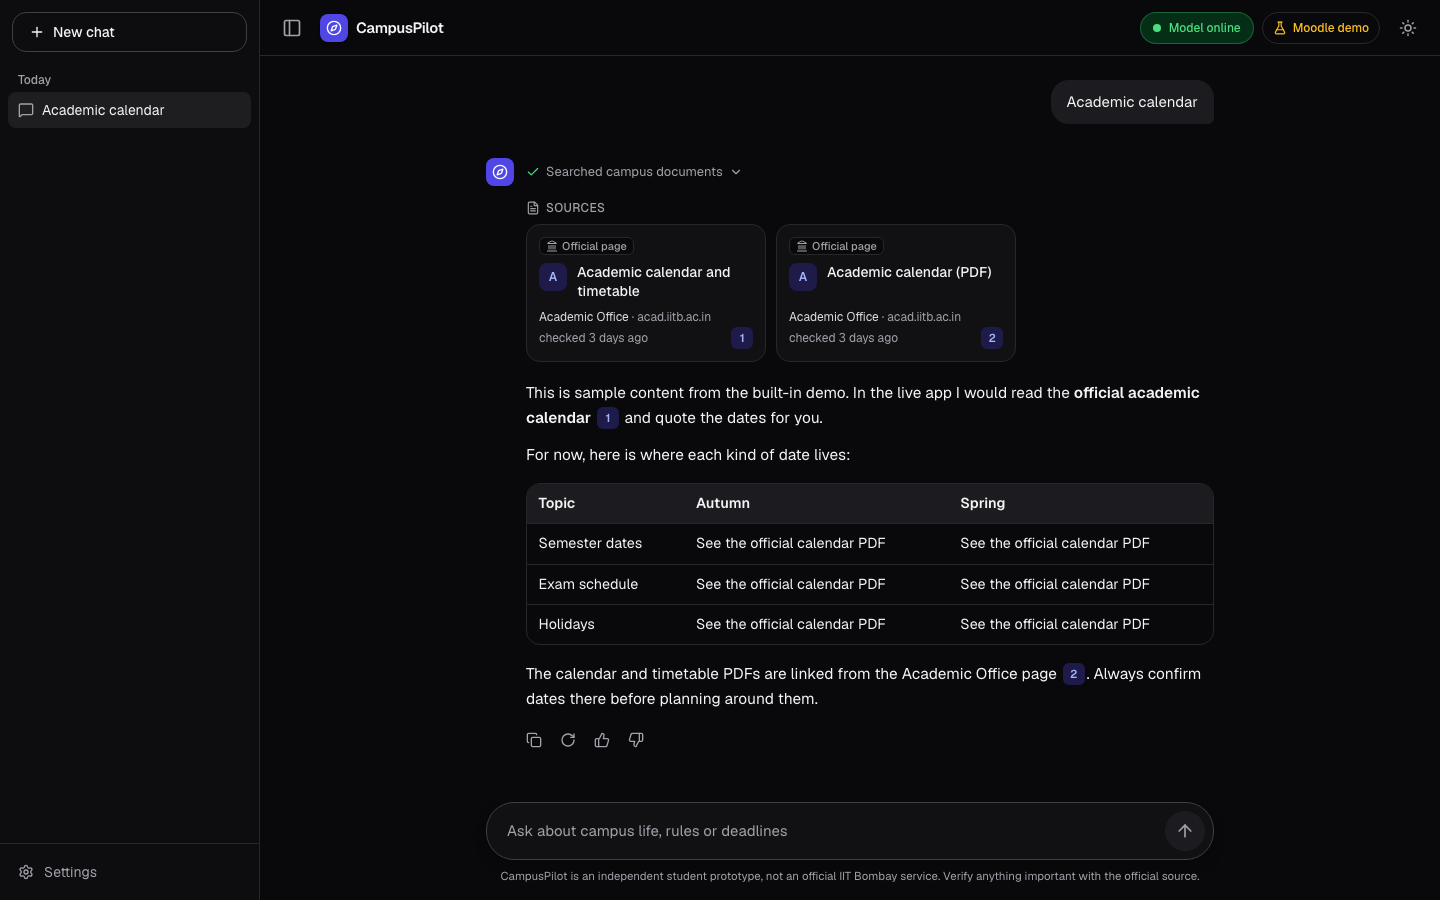 New chat
Today
Academic calendar
Settings
CampusPilot
Model online
Moodle demo
Academic calendar
Searched campus documents
SOURCES
Official page
A
Academic calendar and
timetable
Academic Office · acad.iitb.ac.in
checked 3 days ago
1
Official page
A
Academic calendar (PDF)
Academic Office · acad.iitb.ac.in
checked 3 days ago
2
This is sample content from the built-in demo. In the live app I would read the official academic
calendar 1 and quote the dates for you.
For now, here is where each kind of date lives:
Topic Autumn Spring
Semester dates See the official calendar PDF See the official calendar PDF
Exam schedule See the official calendar PDF See the official calendar PDF
Holidays See the official calendar PDF See the official calendar PDF
The calendar and timetable PDFs are linked from the Academic Office page 2. Always confirm
dates there before planning around them.
Ask about campus life, rules or deadlines
CampusPilot is an independent student prototype, not an official IIT Bombay service. Verify anything important with the official source.